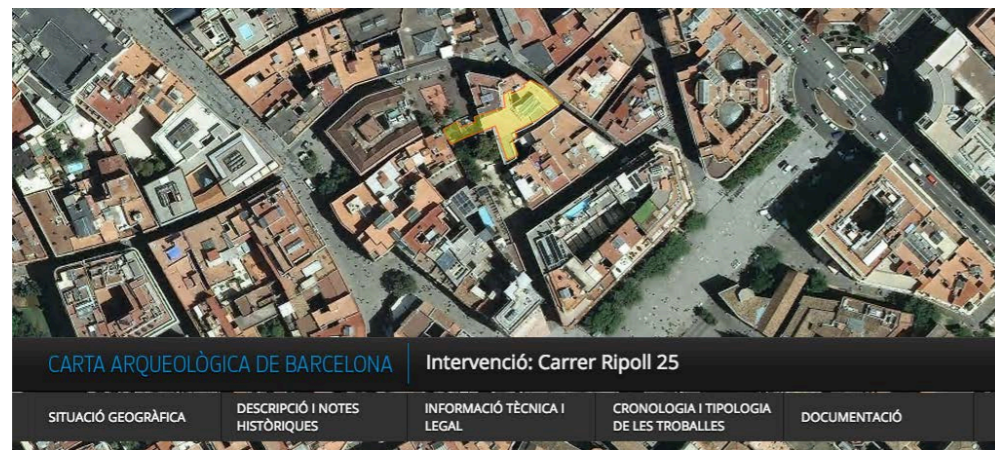 CARTA ARQUEOLÒGICA DE BARCELONA
Intervenció: Carrer Ripoll 25
SITUACIÓ GEOGRÀFICA
DESCRIPCIÓ I NOTES
HISTÒRIQUES
INFORMACIÓ TÈCNICA I
LEGAL
CRONOLOGIA I TIPOLOGIA
DE LES TROBALLES
DOCUMENTACIÓ